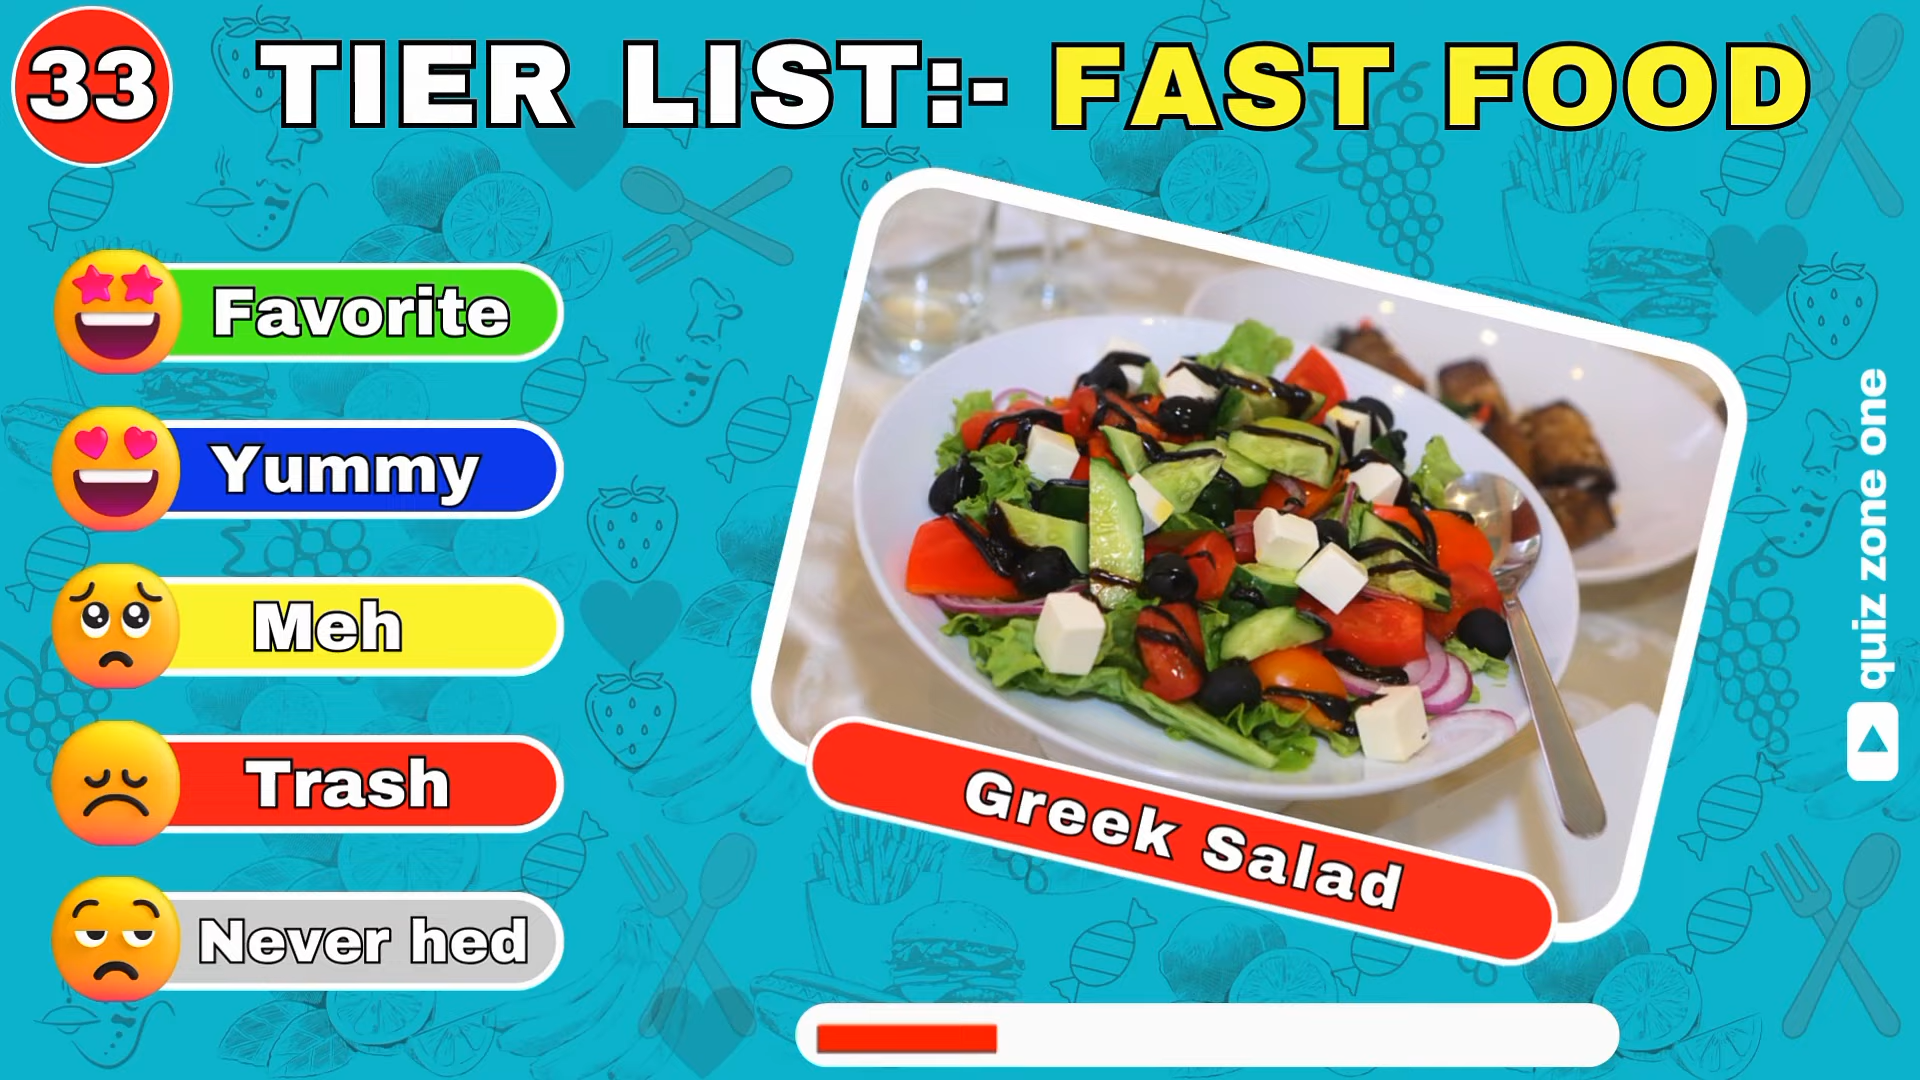 33
TIER LIST:- FAST FOOD
Favorite
Yummy
Meh
Trash
Never hed
Greek Salad
quiz zone one